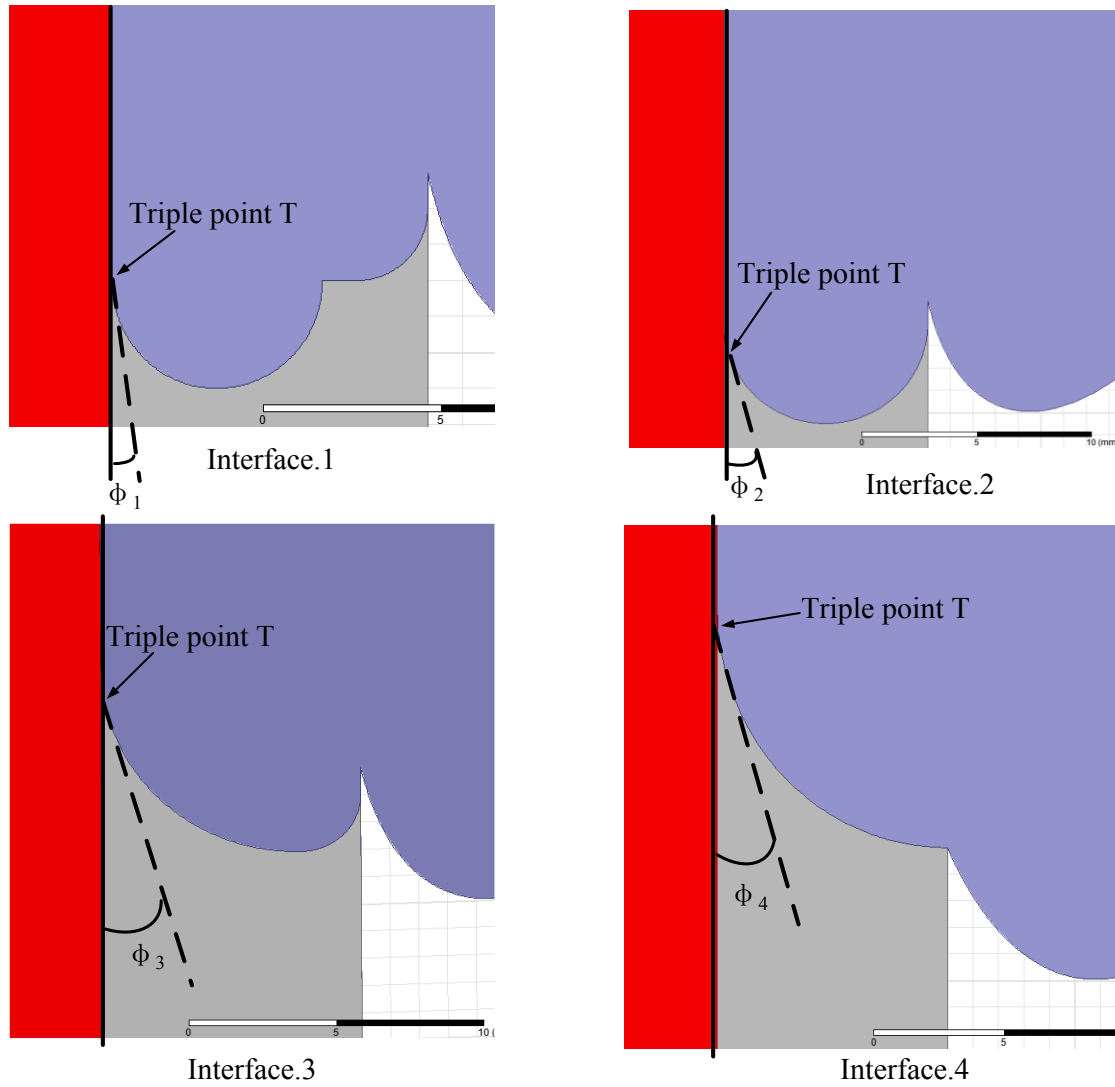 Triple point T
0 5
Interface.1
ϕ 1
Triple point T
0 5 10 (mm
Interface.2
ϕ 2
Triple point T
ϕ 3
0 5 10 (
Interface.3
Triple point T
ϕ 4
0 5
Interface.4